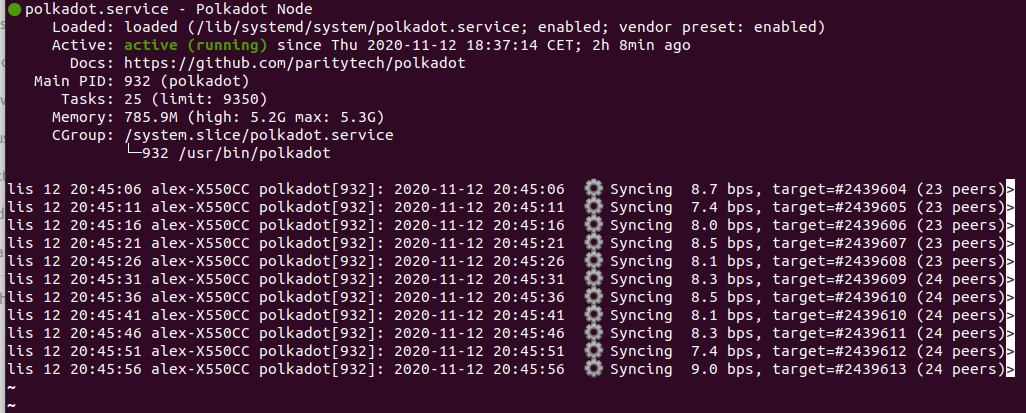 polkadot.service - Polkadot Node
Loaded: loaded (/lib/systemd/system/polkadot.service; enabled; vendor preset: enabled)
Active: active (running) since Thu 2020-11-12 18:37:14 CET; 2h 8min ago
Docs: https://github.com/paritytech/polkadot
Main PID: 932 (polkadot)
Tasks: 25 (limit: 9350)
Memory: 785.9M (high: 5.2G max: 5.3G)
CGroup: /system.slice/polkadot.service
└─932 /usr/bin/polkadot
lis 12 20:45:06 alex-X550CC polkadot[932]: 2020-11-12 20:45:06 ⚙ Syncing 8.7 bps, target=#2439604 (23 peers)>
lis 12 20:45:11 alex-X550CC polkadot[932]: 2020-11-12 20:45:11 ⚙ Syncing 7.4 bps, target=#2439605 (23 peers)>
lis 12 20:45:16 alex-X550CC polkadot[932]: 2020-11-12 20:45:16 ⚙ Syncing 8.0 bps, target=#2439606 (23 peers)>
lis 12 20:45:21 alex-X550CC polkadot[932]: 2020-11-12 20:45:21 ⚙ Syncing 8.5 bps, target=#2439607 (23 peers)>
lis 12 20:45:26 alex-X550CC polkadot[932]: 2020-11-12 20:45:26 ⚙ Syncing 8.1 bps, target=#2439608 (23 peers)>
lis 12 20:45:31 alex-X550CC polkadot[932]: 2020-11-12 20:45:31 ⚙ Syncing 8.3 bps, target=#2439609 (24 peers)>
lis 12 20:45:36 alex-X550CC polkadot[932]: 2020-11-12 20:45:36 ⚙ Syncing 8.5 bps, target=#2439610 (24 peers)>
lis 12 20:45:41 alex-X550CC polkadot[932]: 2020-11-12 20:45:41 ⚙ Syncing 8.1 bps, target=#2439610 (24 peers)>
lis 12 20:45:46 alex-X550CC polkadot[932]: 2020-11-12 20:45:46 ⚙ Syncing 8.3 bps, target=#2439611 (24 peers)>
lis 12 20:45:51 alex-X550CC polkadot[932]: 2020-11-12 20:45:51 ⚙ Syncing 7.4 bps, target=#2439612 (24 peers)>
lis 12 20:45:56 alex-X550CC polkadot[932]: 2020-11-12 20:45:56 ⚙ Syncing 9.0 bps, target=#2439613 (24 peers)>
~
~